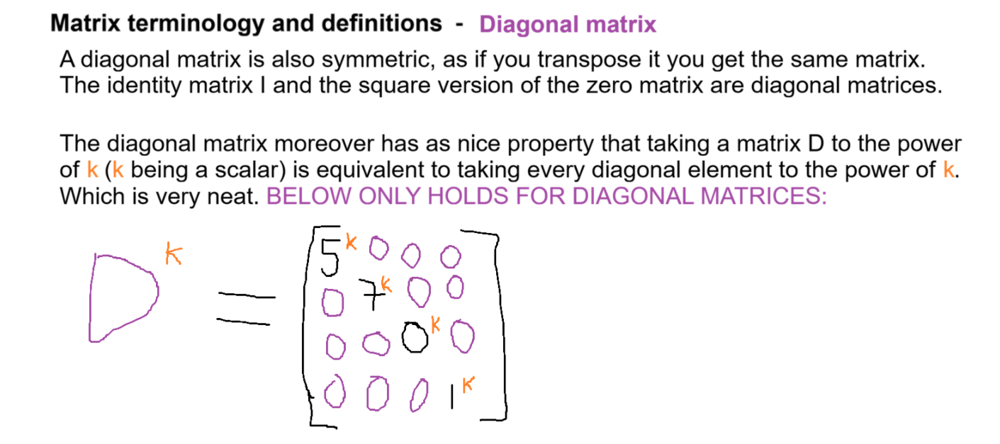 Matrix terminology and definitions - Diagonal matrix
A diagonal matrix is also symmetric, as if you transpose it you get the same matrix.
The identity matrix I and the square version of the zero matrix are diagonal matrices.
The diagonal matrix moreover has as nice property that taking a matrix D to the power
of k (k being a scalar) is equivalent to taking every diagonal element to the power of k.
Which is very neat. BELOW ONLY HOLDS FOR DIAGONAL MATRICES:
D^k =
5^k 0 0 0
0 7^k 0 0
0 0 0^k 0
0 0 0 1^k